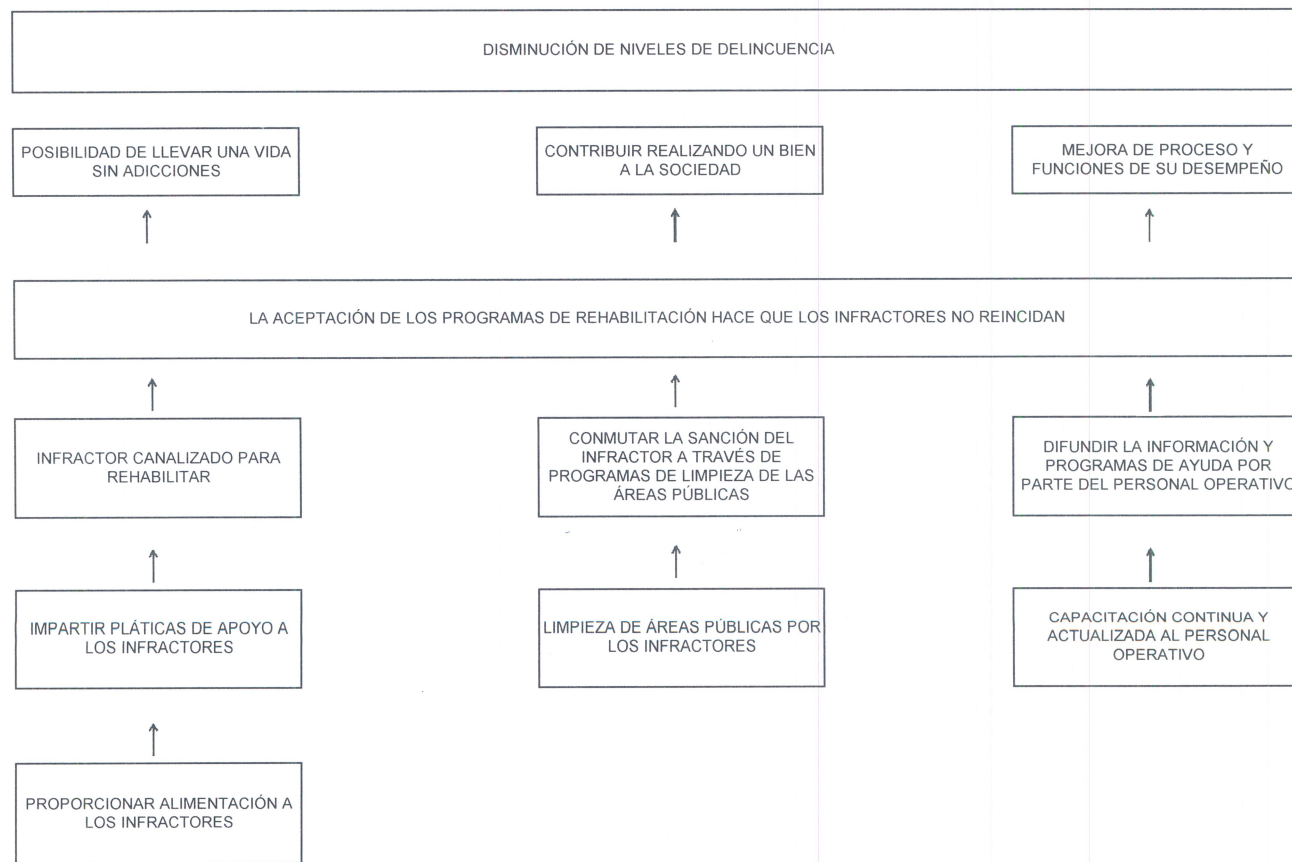 DISMINUCIÓN DE NIVELES DE DELINCUENCIA
POSIBILIDAD DE LLEVAR UNA VIDA
SIN ADICCIONES
CONTRIBUIR REALIZANDO UN BIEN
A LA SOCIEDAD
MEJORA DE PROCESO Y
FUNCIONES DE SU DESEMPEÑO
LA ACEPTACIÓN DE LOS PROGRAMAS DE REHABILITACIÓN HACE QUE LOS INFRACTORES NO REINCIDAN
INFRACTOR CANALIZADO PARA
REHABILITAR
CONMUTAR LA SANCIÓN DEL
INFRACTOR A TRAVÉS DE
PROGRAMAS DE LIMPIEZA DE LAS
ÁREAS PÚBLICAS
DIFUNDIR LA INFORMACIÓN Y
PROGRAMAS DE AYUDA POR
PARTE DEL PERSONAL OPERATIVO
IMPARTIR PLÁTICAS DE APOYO A
LOS INFRACTORES
LIMPIEZA DE ÁREAS PÚBLICAS POR
LOS INFRACTORES
CAPACITACIÓN CONTINUA Y
ACTUALIZADA AL PERSONAL
OPERATIVO
PROPORCIONAR ALIMENTACIÓN A
LOS INFRACTORES